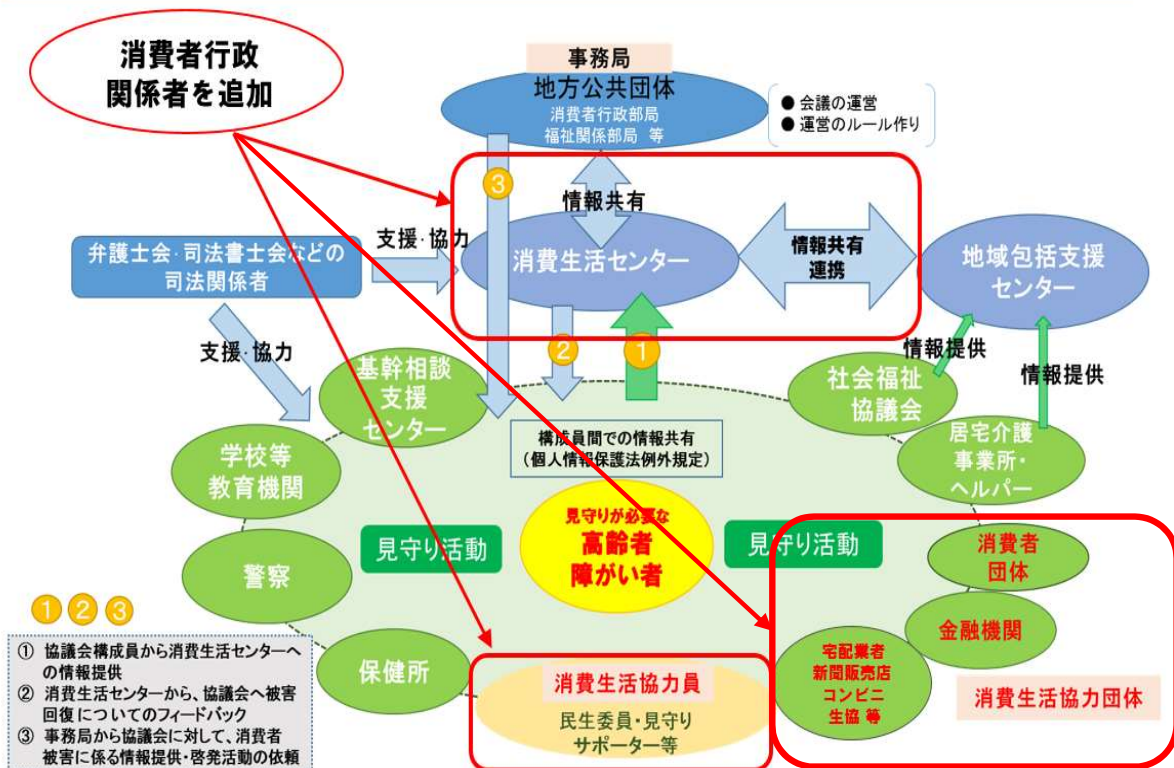 消費者行政
関係者を追加
事務局
地方公共団体
消費者行政部局
福祉関係部局 等
● 会議の運営
● 運営のルール作り
③
情報共有
弁護士会・司法書士会などの
司法関係者
支援・協力
消費生活センター
情報共有
連携
地域包括支援
センター
支援・協力
②
①
基幹相談
支援
センター
社会福祉
協議会
情報提供
情報提供
構成員間での情報共有
(個人情報保護法例外規定)
学校等
教育機関
居宅介護
事業所・
ヘルパー
見守り活動
見守りが必要な
高齢者
障がい者
見守り活動
消費者
団体
警察
金融機関
保健所
消費生活協力員
民生委員・見守り
サポーター等
宅配業者
新聞販売店
コンビニ
生協 等
消費生活協力団体
① ② ③
① 協議会構成員から消費生活センターへ
の情報提供
② 消費生活センターから、協議会へ被害
回復についてのフィードバック
③ 事務局から協議会に対して、消費者
被害に係る情報提供・啓発活動の依頼